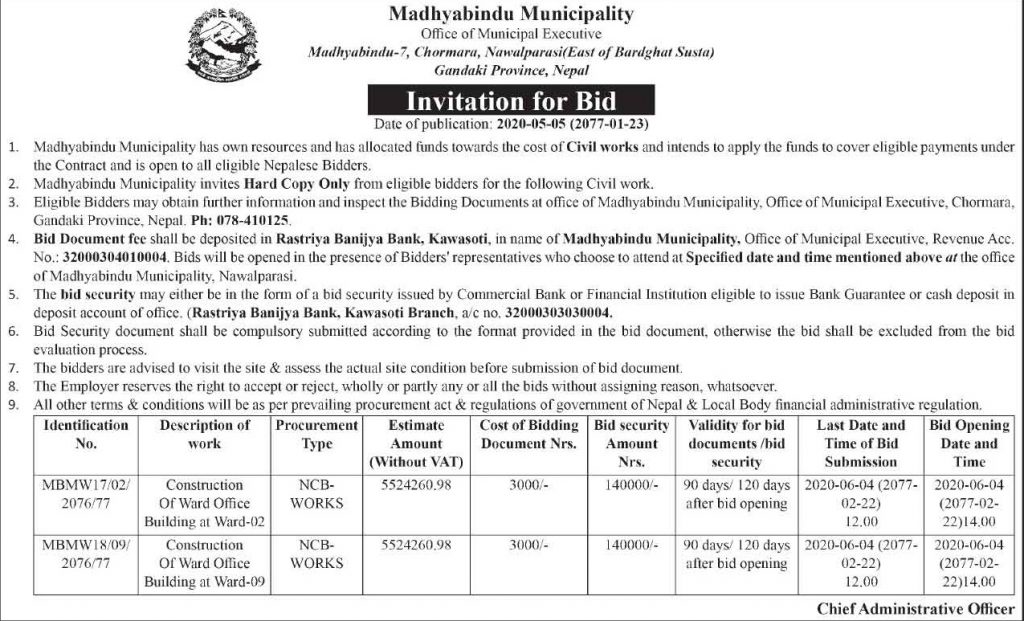 Madhyabindu Municipality
Office of Municipal Executive
Madhyabindu-7, Chormara, Nawalparasi(East of Bardghat Susta)
Gandaki Province, Nepal
Invitation for Bid
Date of publication: 2020-05-05 (2077-01-23)
1. Madhyabindu Municipality has own resources and has allocated funds towards the cost of Civil works and intends to apply the funds to cover eligible payments under
the Contract and is open to all eligible Nepalese Bidders.
2. Madhyabindu Municipality invites Hard Copy Only from eligible bidders for the following Civil work.
3. Eligible Bidders may obtain further information and inspect the Bidding Documents at office of Madhyabindu Municipality, Office of Municipal Executive, Chormara,
Gandaki Province, Nepal. Ph: 078-410125.
4. Bid Document fee shall be deposited in Rastriya Banijya Bank, Kawasoti, in name of Madhyabindu Municipality, Office of Municipal Executive, Revenue Acc.
No.: 32000304010004. Bids will be opened in the presence of Bidders' representatives who choose to attend at Specified date and time mentioned above at the office
of Madhyabindu Municipality, Nawalparasi.
5. The bid security may either be in the form of a bid security issued by Commercial Bank or Financial Institution eligible to issue Bank Guarantee or cash deposit in
deposit account of office. (Rastriya Banijya Bank, Kawasoti Branch, a/c no. 32000303030004.
6. Bid Security document shall be compulsory submitted according to the format provided in the bid document, otherwise the bid shall be excluded from the bid
evaluation process.
7. The bidders are advised to visit the site & assess the actual site condition before submission of bid document.
8. The Employer reserves the right to accept or reject, wholly or partly any or all the bids without assigning reason, whatsoever.
9. All other terms & conditions will be as per prevailing procurement act & regulations of government of Nepal & Local Body financial administrative regulation.
Identification Description of Procurement Estimate Cost of Bidding Bid security Validity for bid Last Date and Bid Opening
No. work Type Amount Document Nrs. Amount documents /bid Time of Bid Date and
(Without VAT) Nrs. security Submission Time
MBMW17/02/ Construction NCB- 5524260.98 3000/- 140000/- 90 days/ 120 days 2020-06-04 (2077- 2020-06-04
2076/77 Of Ward Office WORKS after bid opening 02-22) (2077-02-
Building at Ward-02 12.00 22)14.00
MBMW18/09/ Construction NCB- 5524260.98 3000/- 140000/- 90 days/ 120 days 2020-06-04 (2077- 2020-06-04
2076/77 Of Ward Office WORKS after bid opening 02-22) (2077-02-
Building at Ward-09 12.00 22)14.00
Chief Administrative Officer